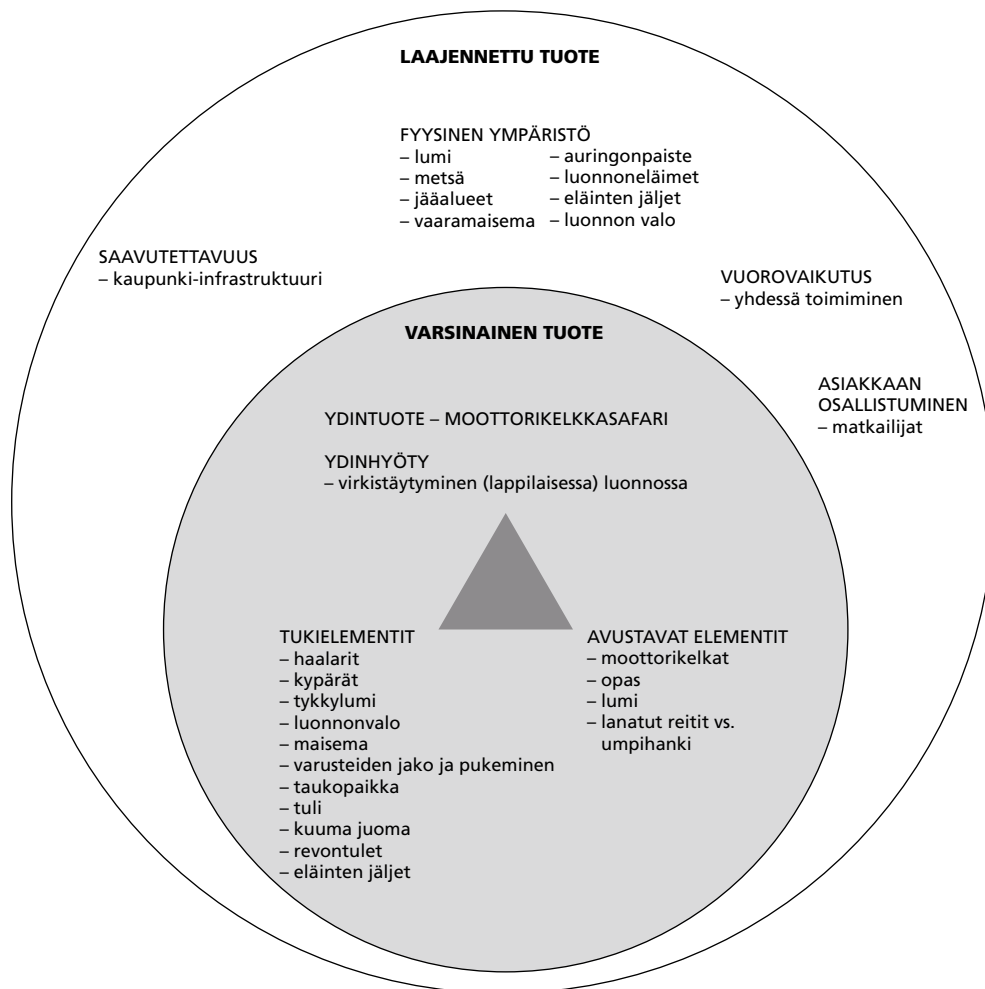 LAAJENNETTU TUOTE
FYYSINEN YMPÄRISTÖ
– lumi
– metsä
– jääalueet
– vaaramaisema
– auringonpaiste
– luonnoneläimet
– eläinten jäljet
– luonnon valo
SAAVUTETTAVUUS
– kaupunki-infrastruktuuri
VUOROVAIKUTUS
– yhdessä toimiminen
ASIAKKAAN
OSALLISTUMINEN
– matkailijat
VARSINAINEN TUOTE
YDINTUOTE – MOOTTORIKELKKASAFARI
YDINHYÖTY
– virkistäytyminen (lappilaisessa) luonnossa
TUKIELEMENTIT
– haalarit
– kypärät
– tykkylumi
– luonnonvalo
– maisema
– varusteiden jako ja pukeminen
– taukopaikka
– tuli
– kuuma juoma
– revontulet
– eläinten jäljet
AVUSTAVAT ELEMENTIT
– moottorikelkat
– opas
– lumi
– lanatut reitit vs.
umpihanki